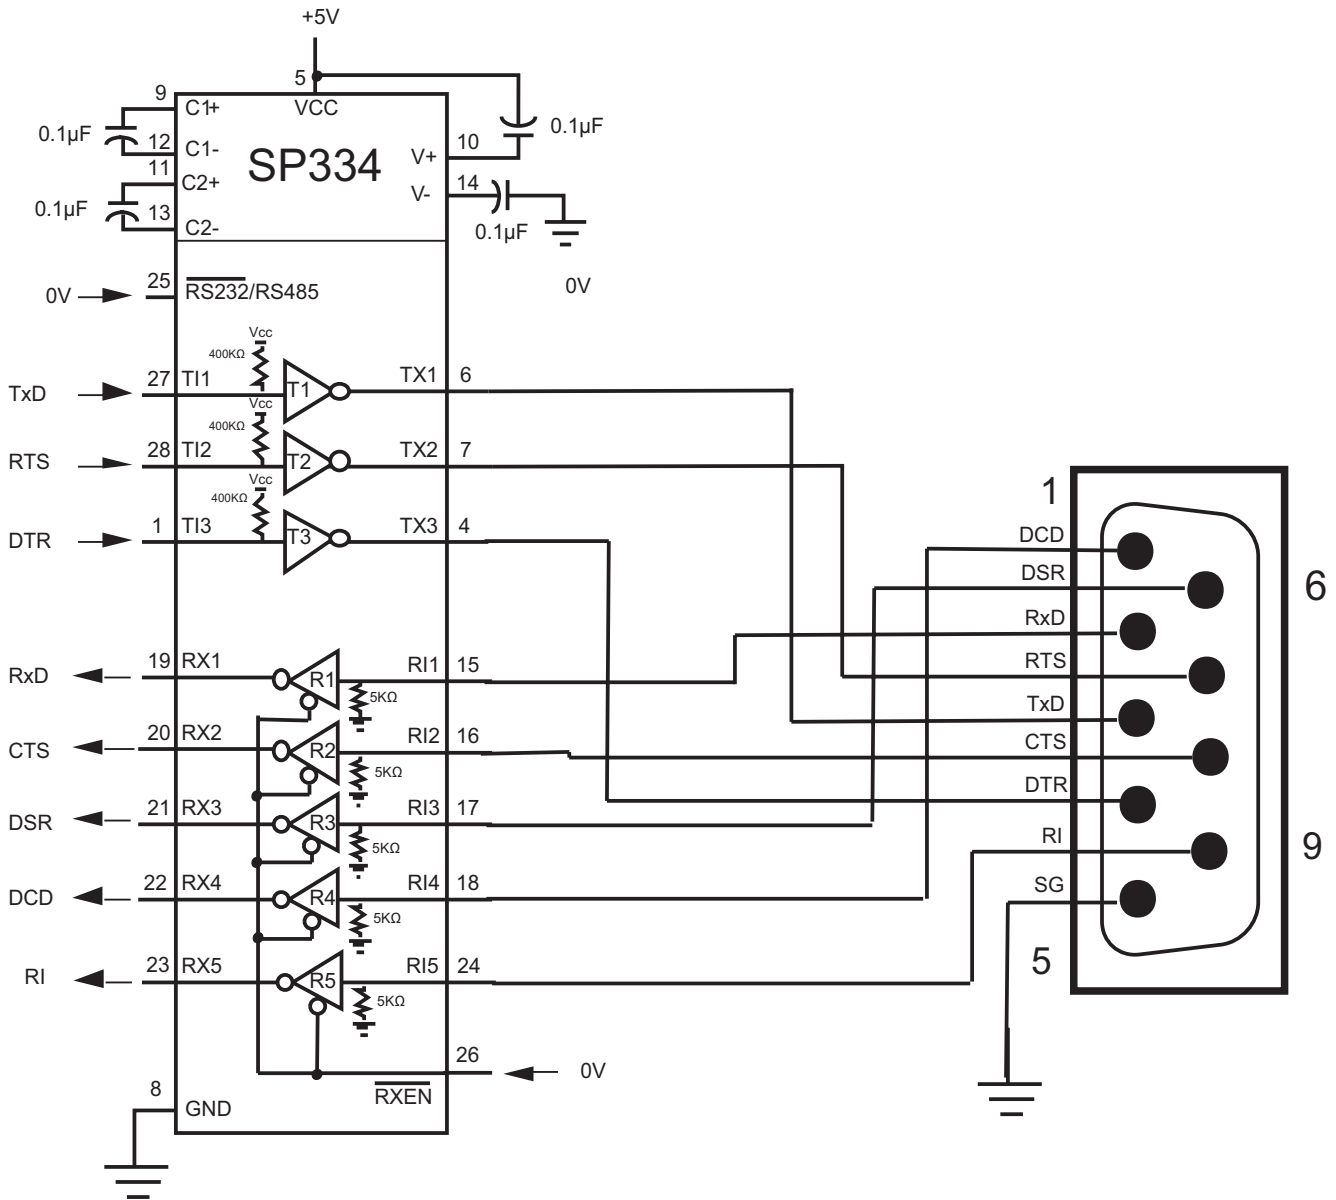 +5V
5
VCC
9
C1+
0.1µF
12
C1-
11
C2+
0.1µF
13
C2-
SP334
V+
10
0.1µF
V-
14
0.1µF
0V
0V
25
RS232/RS485
Vcc
400KΩ
TxD
27
TI1
T1
TX1
6
Vcc
400KΩ
RTS
28
TI2
T2
TX2
7
Vcc
400KΩ
DTR
1
TI3
T3
TX3
4
RxD
19
RX1
R1
RI1
15
5KΩ
CTS
20
RX2
R2
RI2
16
5KΩ
DSR
21
RX3
R3
RI3
17
5KΩ
DCD
22
RX4
R4
RI4
18
5KΩ
RI
23
RX5
R5
RI5
24
5KΩ
26
0V
RXEN
8
GND
1
DCD
DSR
6
RxD
RTS
TxD
CTS
DTR
RI
9
SG
5